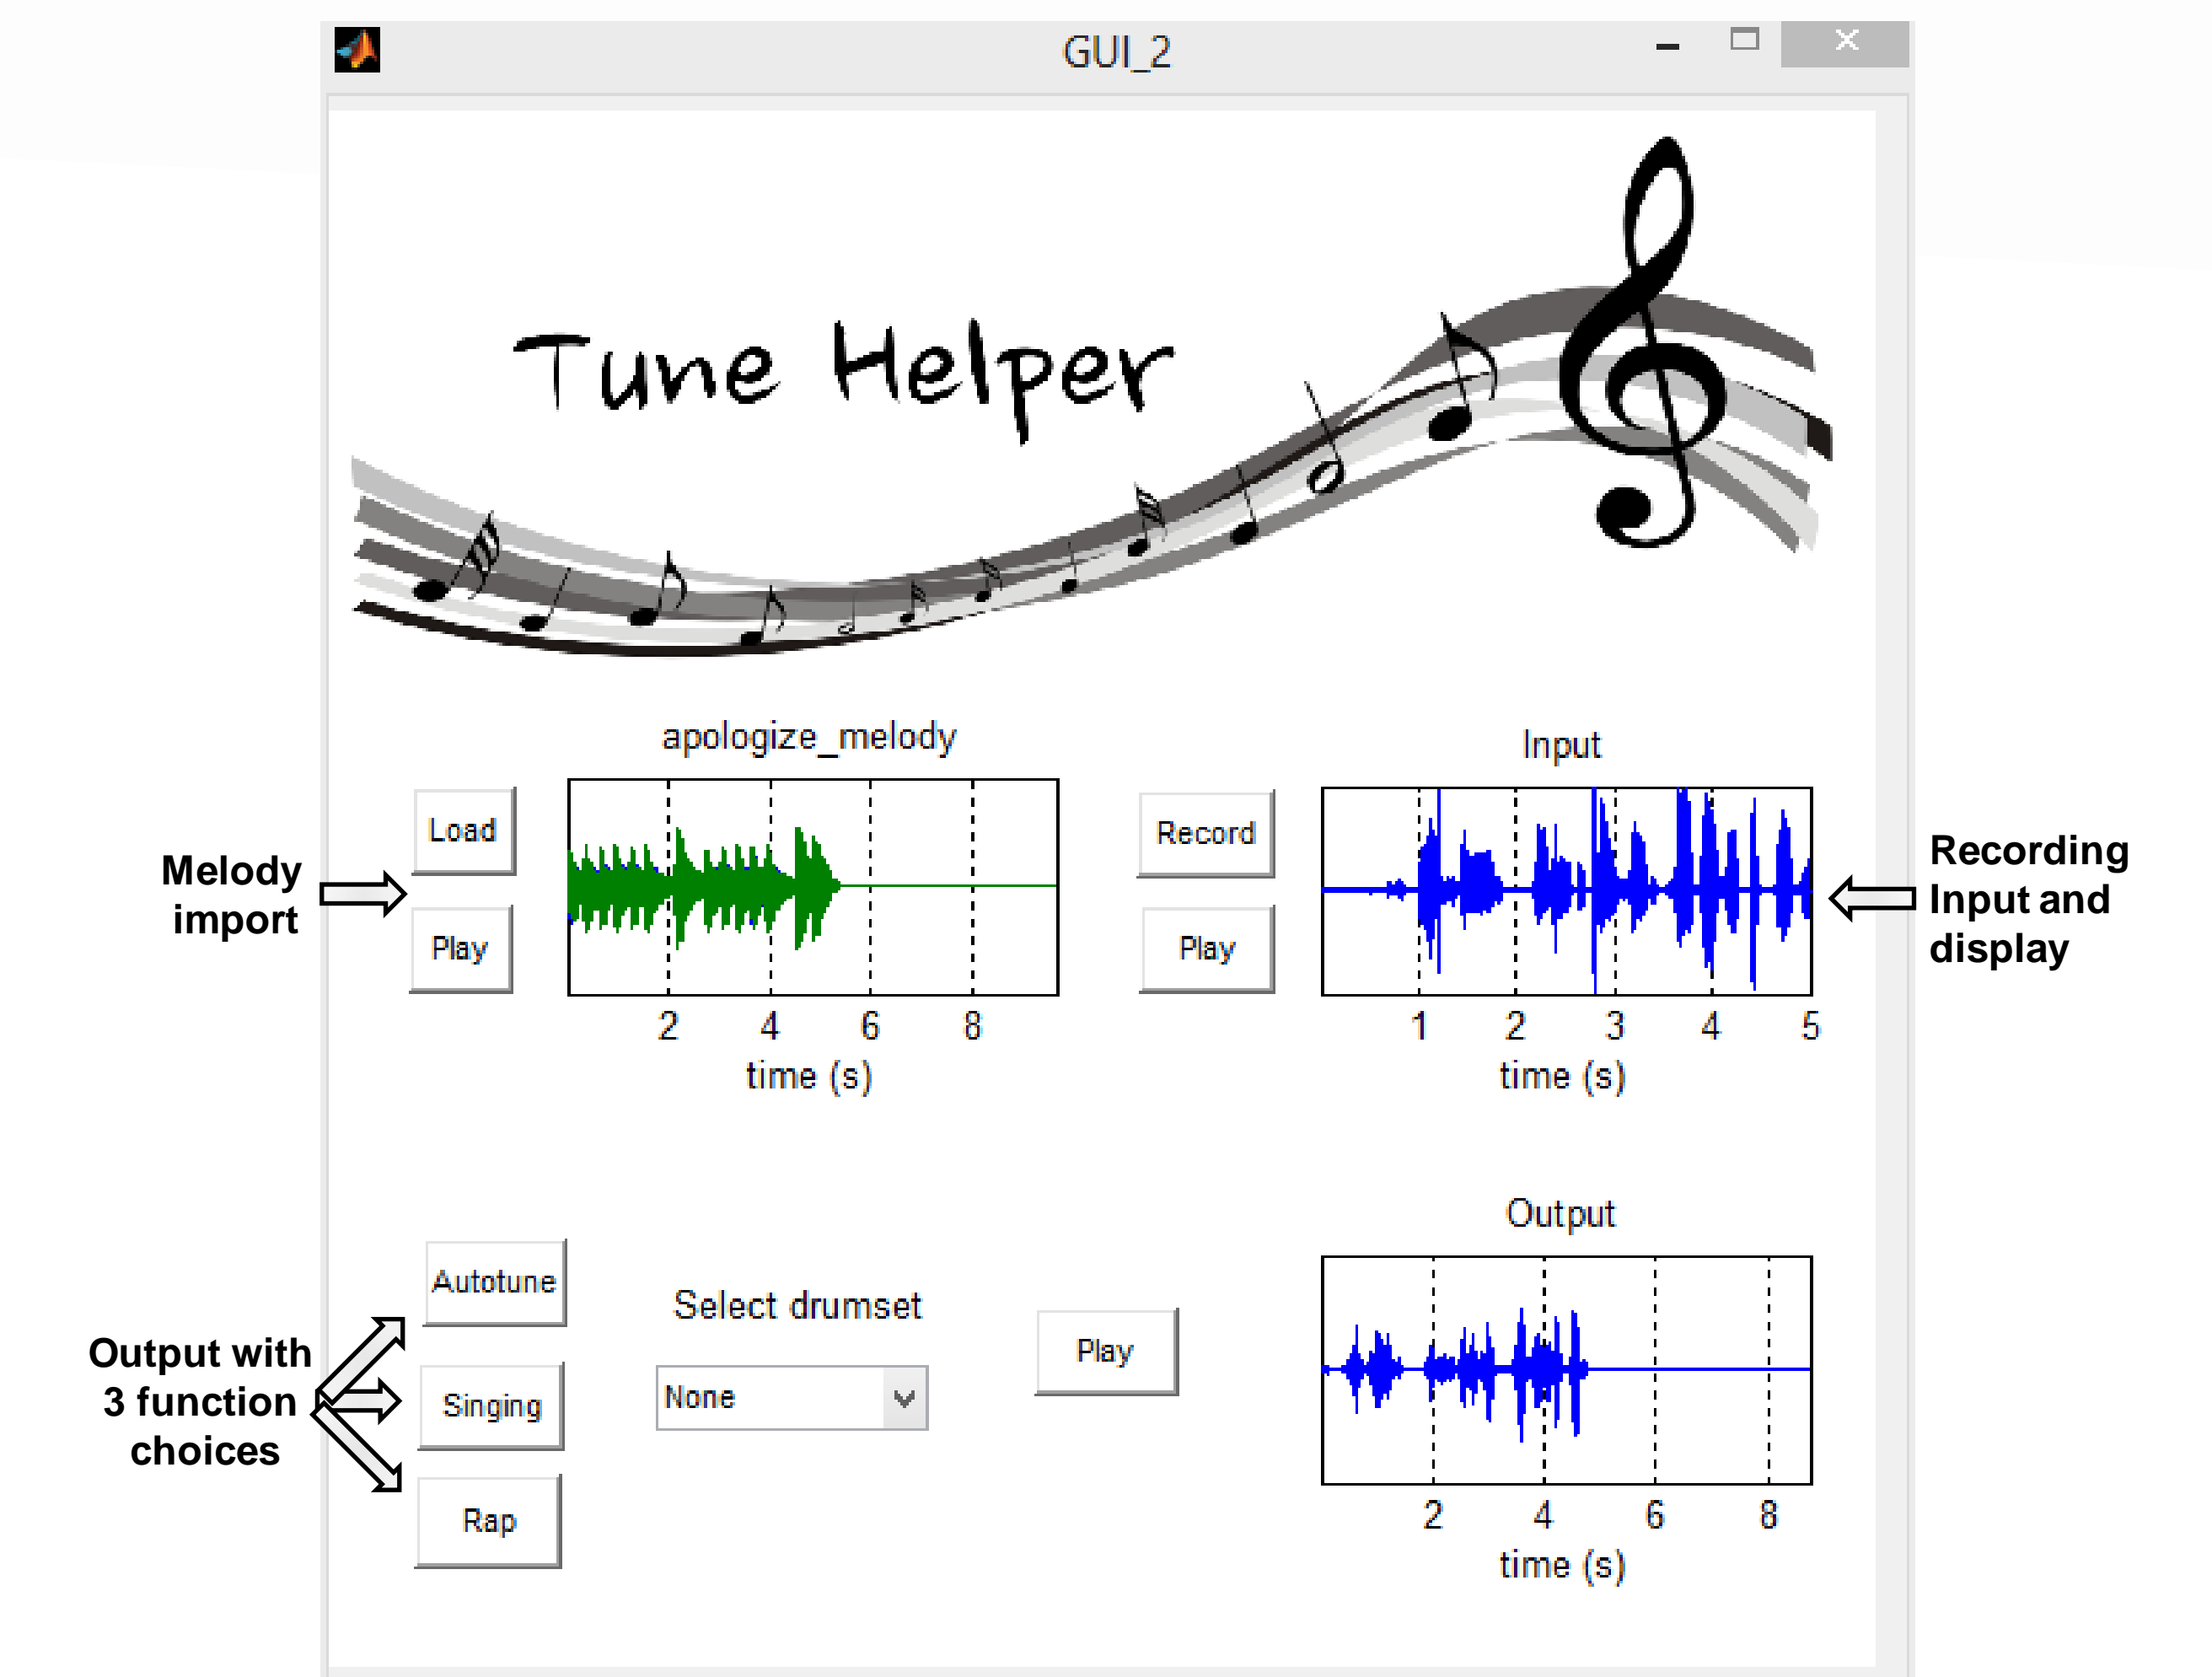 GUI_2
Tune Helper
apologize_melody
Load
Play
2 4 6 8
time (s)
Melody
import
Input
Record
Play
1 2 3 4 5
time (s)
Recording
Input and
display
Output with
3 function
choices
Autotune
Singing
Rap
Select drumset
None
Play
Output
2 4 6 8
time (s)